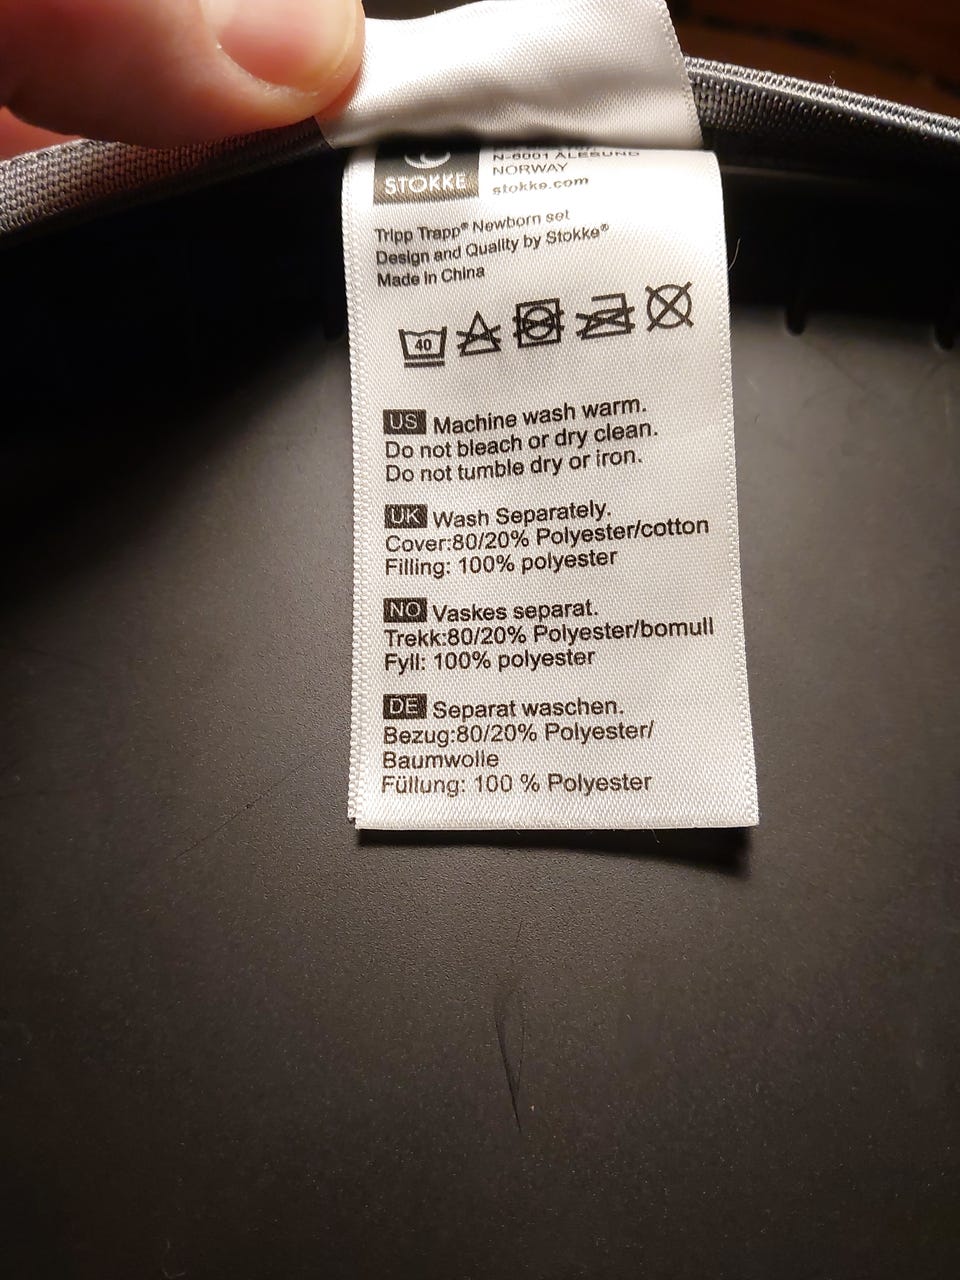 STOKKE
N-6001 ÅLESUND
NORWAY
stokke.com
Tripp Trapp® Newborn set
Design and Quality by Stokke®
Made in China
40
US Machine wash warm.
Do not bleach or dry clean.
Do not tumble dry or iron.
UK Wash Separately.
Cover:80/20% Polyester/cotton
Filling: 100% polyester
NO Vaskes separat.
Trekk:80/20% Polyester/bomull
Fyll: 100% polyester
DE Separat waschen.
Bezug:80/20% Polyester/
Baumwolle
Füllung: 100 % Polyester